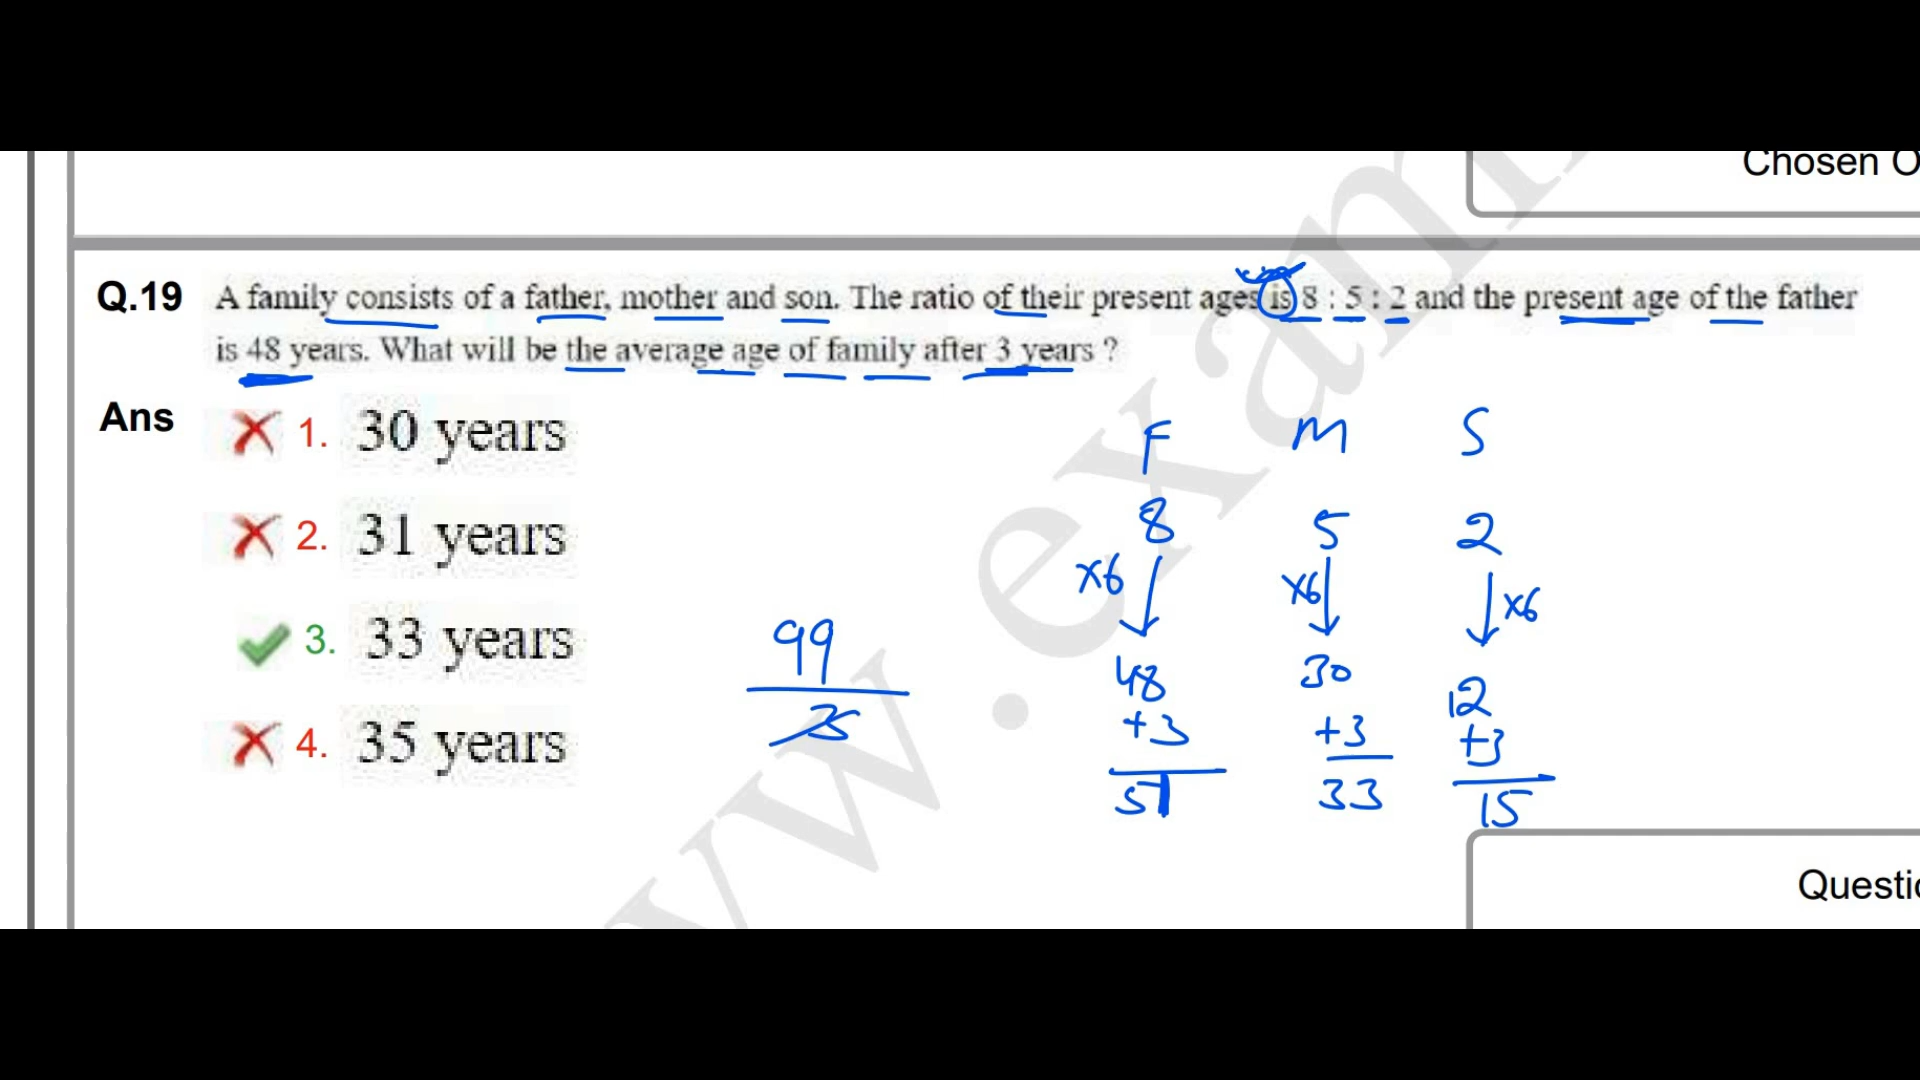 Chosen O
Q.19 A family consists of a father, mother and son. The ratio of their present ages is 8 : 5 : 2 and the present age of the father
is 48 years. What will be the average age of family after 3 years ?
Ans
1. 30 years
2. 31 years
3. 33 years
4. 35 years
F M S
8 5 2
x6 x6 x6
48 30 12
+3 +3 +3
51 33 15
99
w.exam
Questio